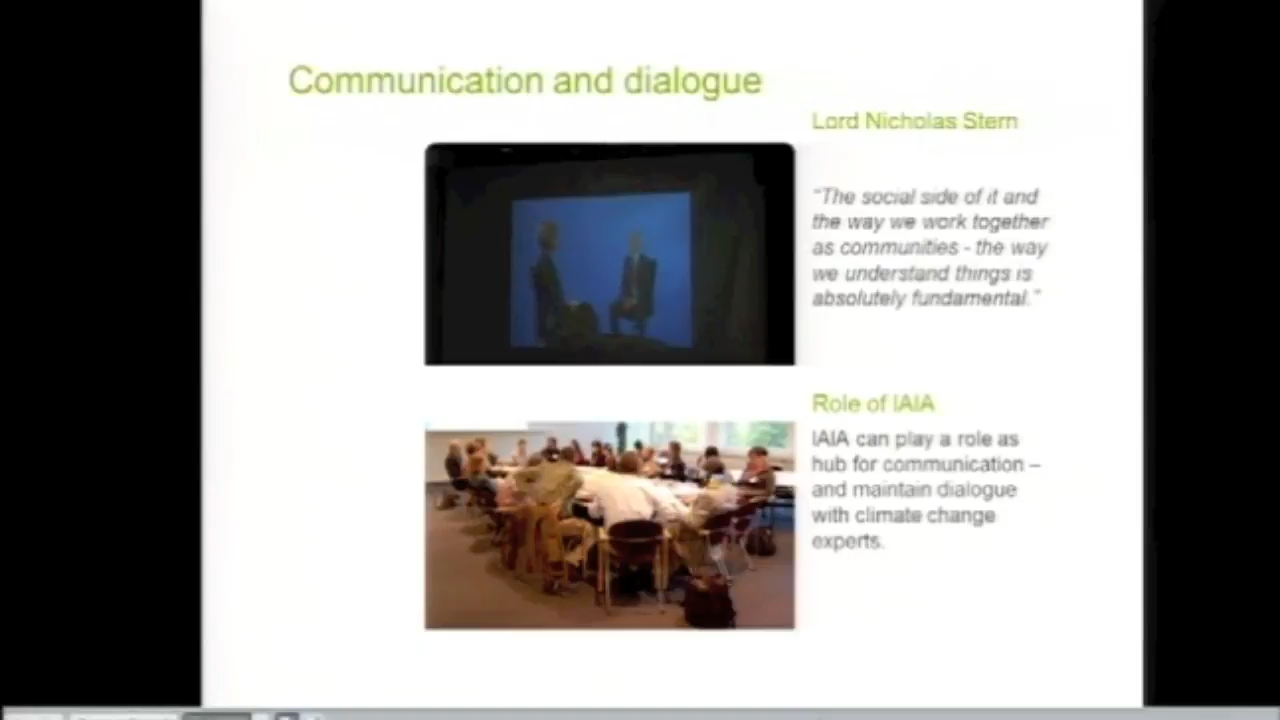 Communication and dialogue
Lord Nicholas Stern
"The social side of it and
the way we work together
as communities - the way
we understand things is
absolutely fundamental."
Role of IAIA
IAIA can play a role as
hub for communication –
and maintain dialogue
with climate change
experts.